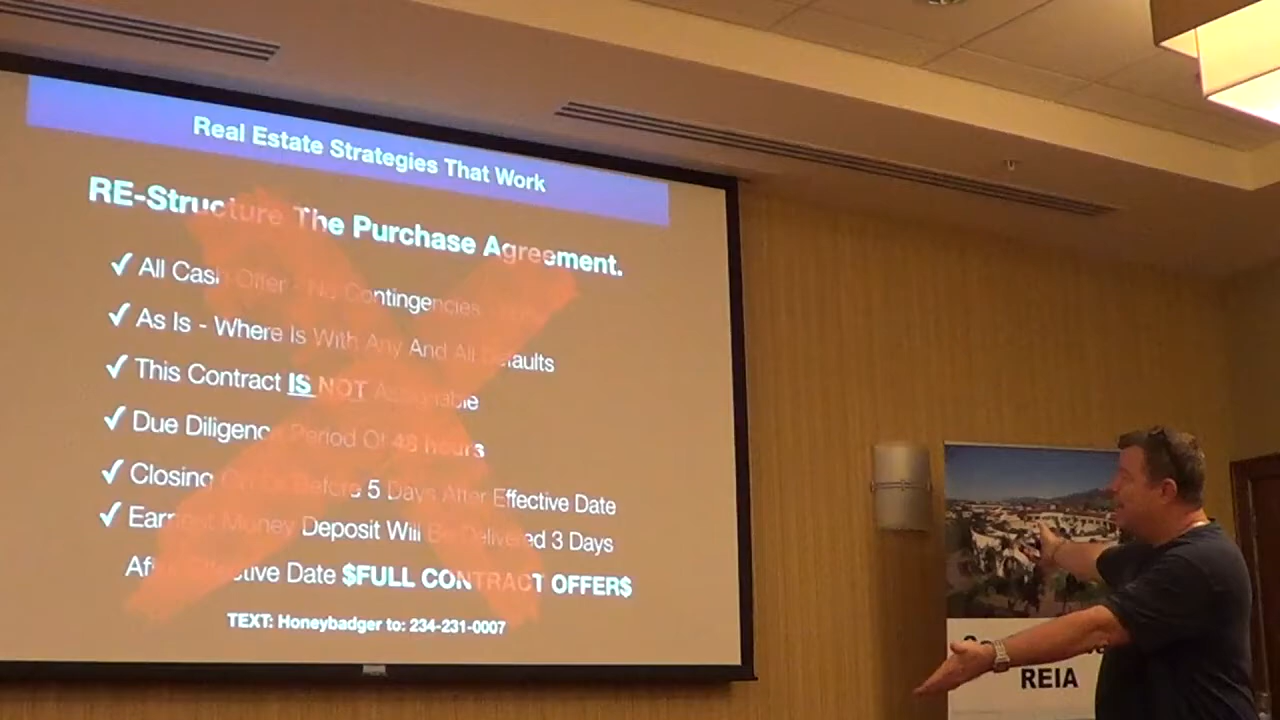 Real Estate Strategies That Work
RE-Structure The Purchase Agreement.
✓ All Cash Offer - No Contingencies
✓ As Is - Where Is With Any And All Defaults
✓ This Contract IS NOT Assignable
✓ Due Diligence Period Of 48 hours
✓ Closing On Or Before 5 Days After Effective Date
✓ Earnest Money Deposit Will Be Delivered 3 Days
After Effective Date $FULL CONTRACT OFFER$
TEXT: Honeybadger to: 234-231-0007
REIA